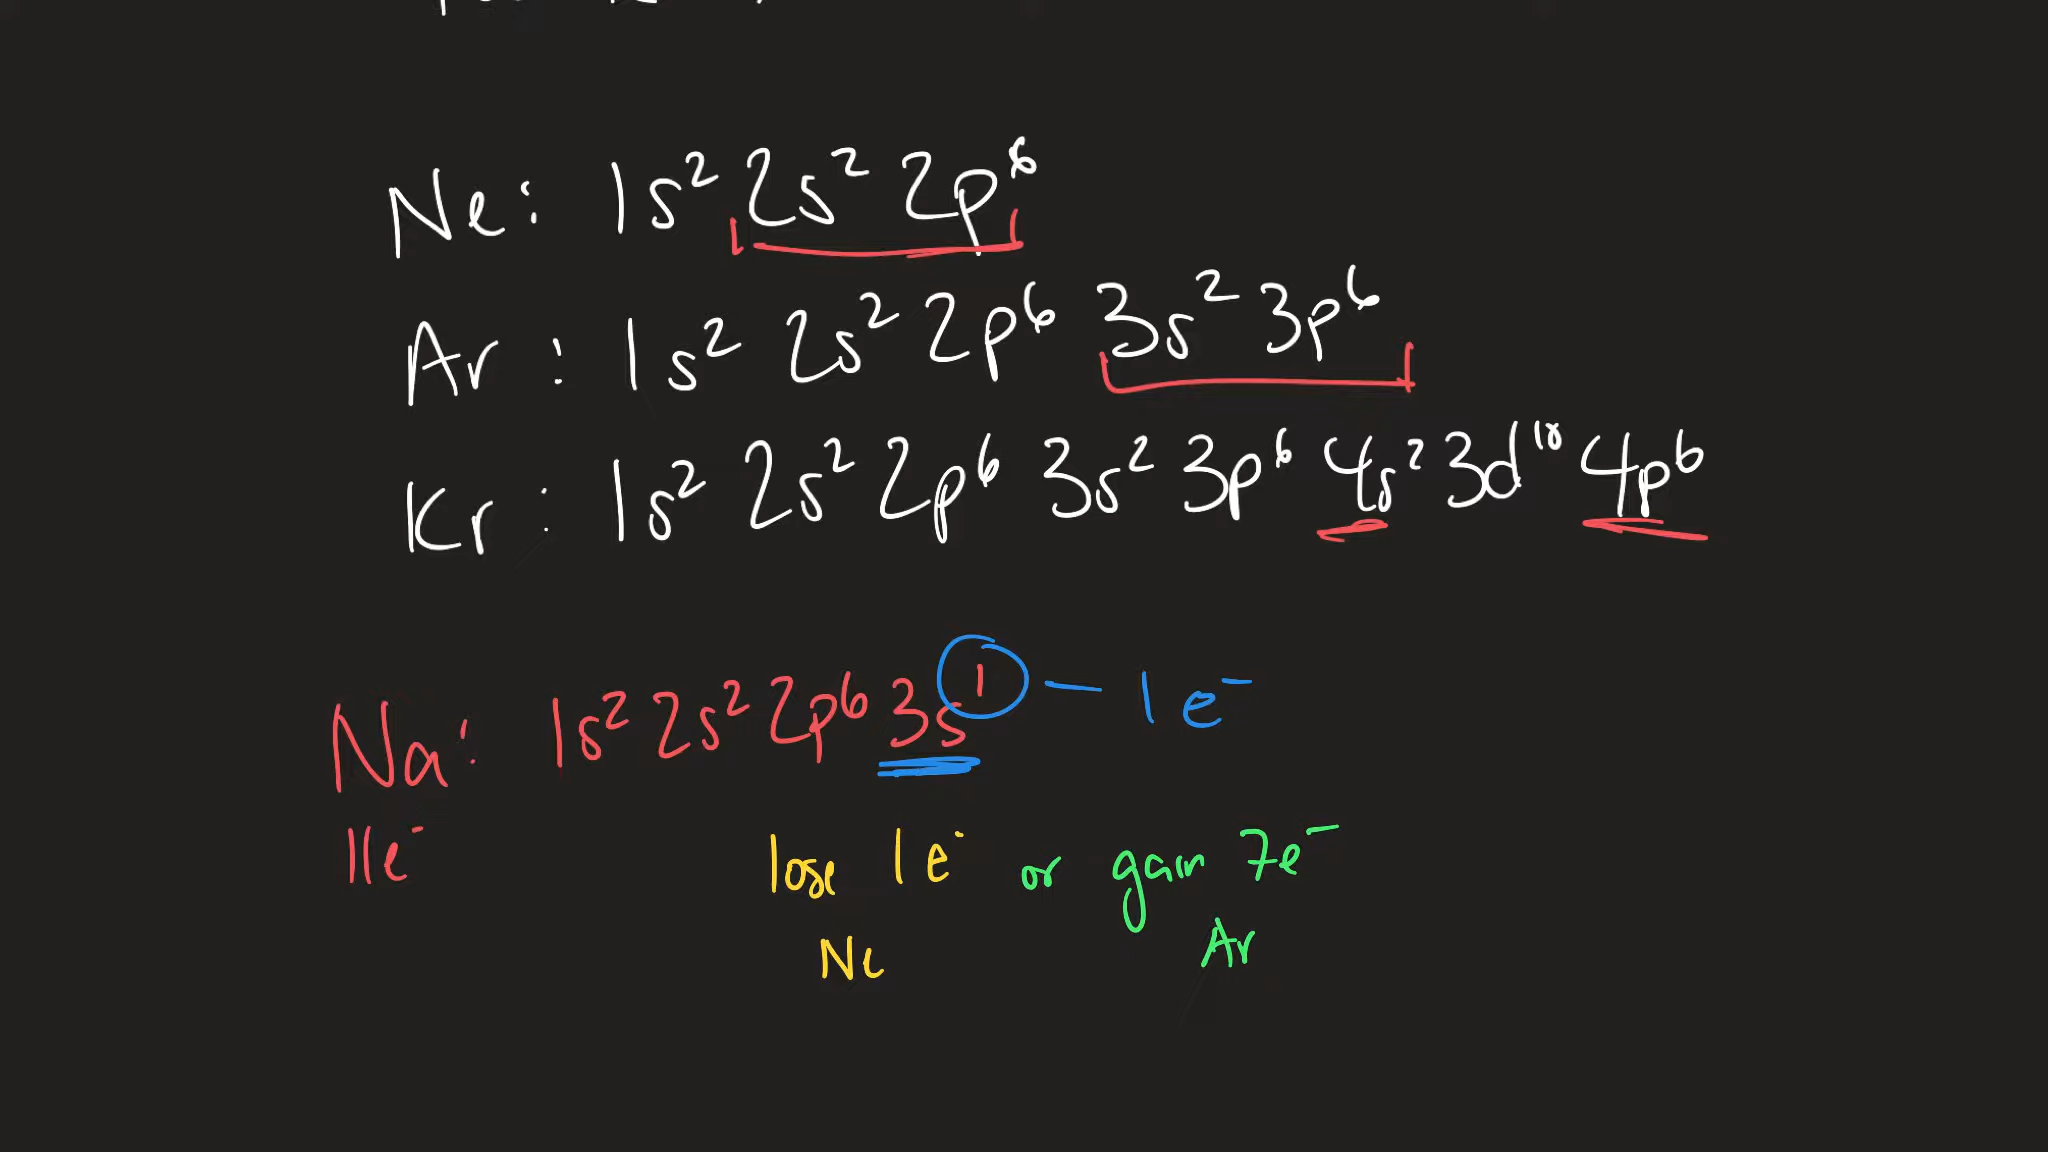 Ne: 1s² 2s² 2p⁶
Ar: 1s² 2s² 2p⁶ 3s² 3p⁶
Kr: 1s² 2s² 2p⁶ 3s² 3p⁶ 4s² 3d¹⁰ 4p⁶
Na: 1s² 2s² 2p⁶ 3s¹ — 1e⁻
11e⁻
lose 1e⁻ or gain 7e⁻
Ne Ar